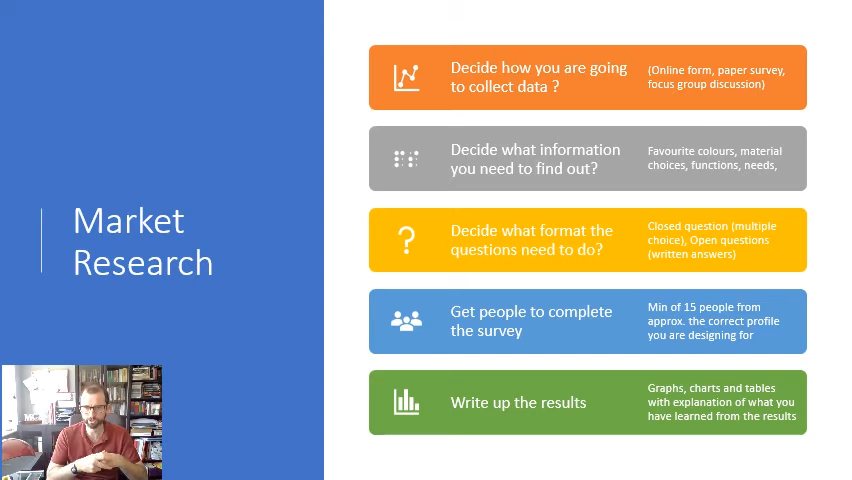 Market
Research
Decide how you are going
to collect data ?
(Online form, paper survey,
focus group discussion)
Decide what information
you need to find out?
Favourite colours, material
choices, functions, needs,
Decide what format the
questions need to do?
Closed question (multiple
choice), Open questions
(written answers)
Get people to complete
the survey
Min of 15 people from
approx. the correct profile
you are designing for
Write up the results
Graphs, charts and tables
with explanation of what you
have learned from the results